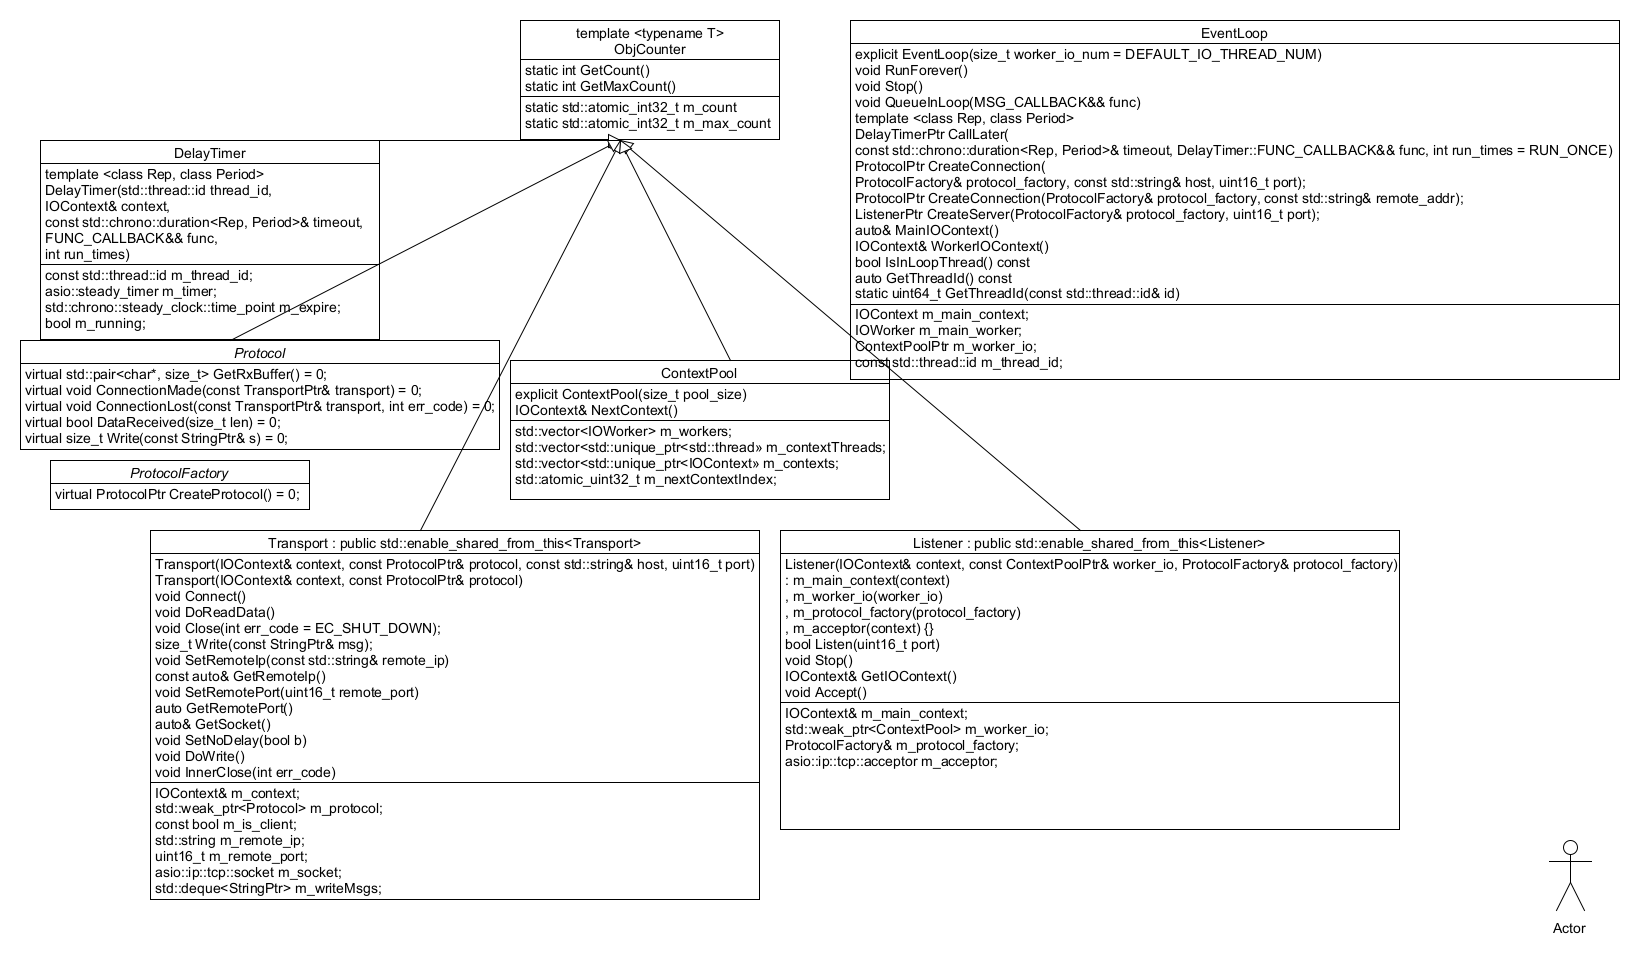 template <typename T>
ObjCounter
static int GetCount()
static int GetMaxCount()
static std::atomic_int32_t m_count
static std::atomic_int32_t m_max_count
EventLoop
explicit EventLoop(size_t worker_io_num = DEFAULT_IO_THREAD_NUM)
void RunForever()
void Stop()
void QueueInLoop(MSG_CALLBACK&& func)
template <class Rep, class Period>
DelayTimerPtr CallLater(
const std::chrono::duration<Rep, Period>& timeout, DelayTimer::FUNC_CALLBACK&& func, int run_times = RUN_ONCE)
ProtocolPtr CreateConnection(
ProtocolFactory& protocol_factory, const std::string& host, uint16_t port);
ProtocolPtr CreateConnection(ProtocolFactory& protocol_factory, const std::string& remote_addr);
ListenerPtr CreateServer(ProtocolFactory& protocol_factory, uint16_t port);
auto& MainIOContext()
IOContext& WorkerIOContext()
bool IsInLoopThread() const
auto GetThreadId() const
static uint64_t GetThreadId(const std::thread::id& id)
IOContext m_main_context;
IOWorker m_main_worker;
ContextPoolPtr m_worker_io;
const std::thread::id m_thread_id;
DelayTimer
template <class Rep, class Period>
DelayTimer(std::thread::id thread_id,
IOContext& context,
const std::chrono::duration<Rep, Period>& timeout,
FUNC_CALLBACK&& func,
int run_times)
const std::thread::id m_thread_id;
asio::steady_timer m_timer;
std::chrono::steady_clock::time_point m_expire;
bool m_running;
Protocol
virtual std::pair<char*, size_t> GetRxBuffer() = 0;
virtual void ConnectionMade(const TransportPtr& transport) = 0;
virtual void ConnectionLost(const TransportPtr& transport, int err_code) = 0;
virtual bool DataReceived(size_t len) = 0;
virtual size_t Write(const StringPtr& s) = 0;
ContextPool
explicit ContextPool(size_t pool_size)
IOContext& NextContext()
std::vector<IOWorker> m_workers;
std::vector<std::unique_ptr<std::thread» m_contextThreads;
std::vector<std::unique_ptr<IOContext» m_contexts;
std::atomic_uint32_t m_nextContextIndex;
ProtocolFactory
virtual ProtocolPtr CreateProtocol() = 0;
Transport : public std::enable_shared_from_this<Transport>
Transport(IOContext& context, const ProtocolPtr& protocol, const std::string& host, uint16_t port)
Transport(IOContext& context, const ProtocolPtr& protocol)
void Connect()
void DoReadData()
void Close(int err_code = EC_SHUT_DOWN);
size_t Write(const StringPtr& msg);
void SetRemoteIp(const std::string& remote_ip)
const auto& GetRemoteIp()
void SetRemotePort(uint16_t remote_port)
auto GetRemotePort()
auto& GetSocket()
void SetNoDelay(bool b)
void DoWrite()
void InnerClose(int err_code)
IOContext& m_context;
std::weak_ptr<Protocol> m_protocol;
const bool m_is_client;
std::string m_remote_ip;
uint16_t m_remote_port;
asio::ip::tcp::socket m_socket;
std::deque<StringPtr> m_writeMsgs;
Listener : public std::enable_shared_from_this<Listener>
Listener(IOContext& context, const ContextPoolPtr& worker_io, ProtocolFactory& protocol_factory)
: m_main_context(context)
, m_worker_io(worker_io)
, m_protocol_factory(protocol_factory)
, m_acceptor(context) {}
bool Listen(uint16_t port)
void Stop()
IOContext& GetIOContext()
void Accept()
IOContext& m_main_context;
std::weak_ptr<ContextPool> m_worker_io;
ProtocolFactory& m_protocol_factory;
asio::ip::tcp::acceptor m_acceptor;
Actor